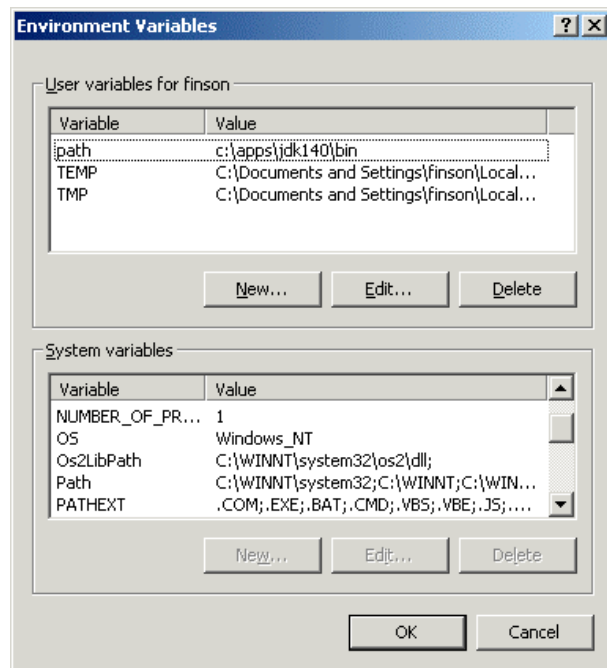 Environment Variables
User variables for finson
Variable Value
path c:\apps\jdk140\bin
TEMP C:\Documents and Settings\finson\Local...
TMP C:\Documents and Settings\finson\Local...
New... Edit... Delete
System variables
Variable Value
NUMBER_OF_PR... 1
OS Windows_NT
Os2LibPath C:\WINNT\system32\os2\dll;
Path C:\WINNT\system32;C:\WINNT;C:\WIN...
PATHEXT .COM;.EXE;.BAT;.CMD;.VBS;.VBE;.JS;....
New... Edit... Delete
OK Cancel